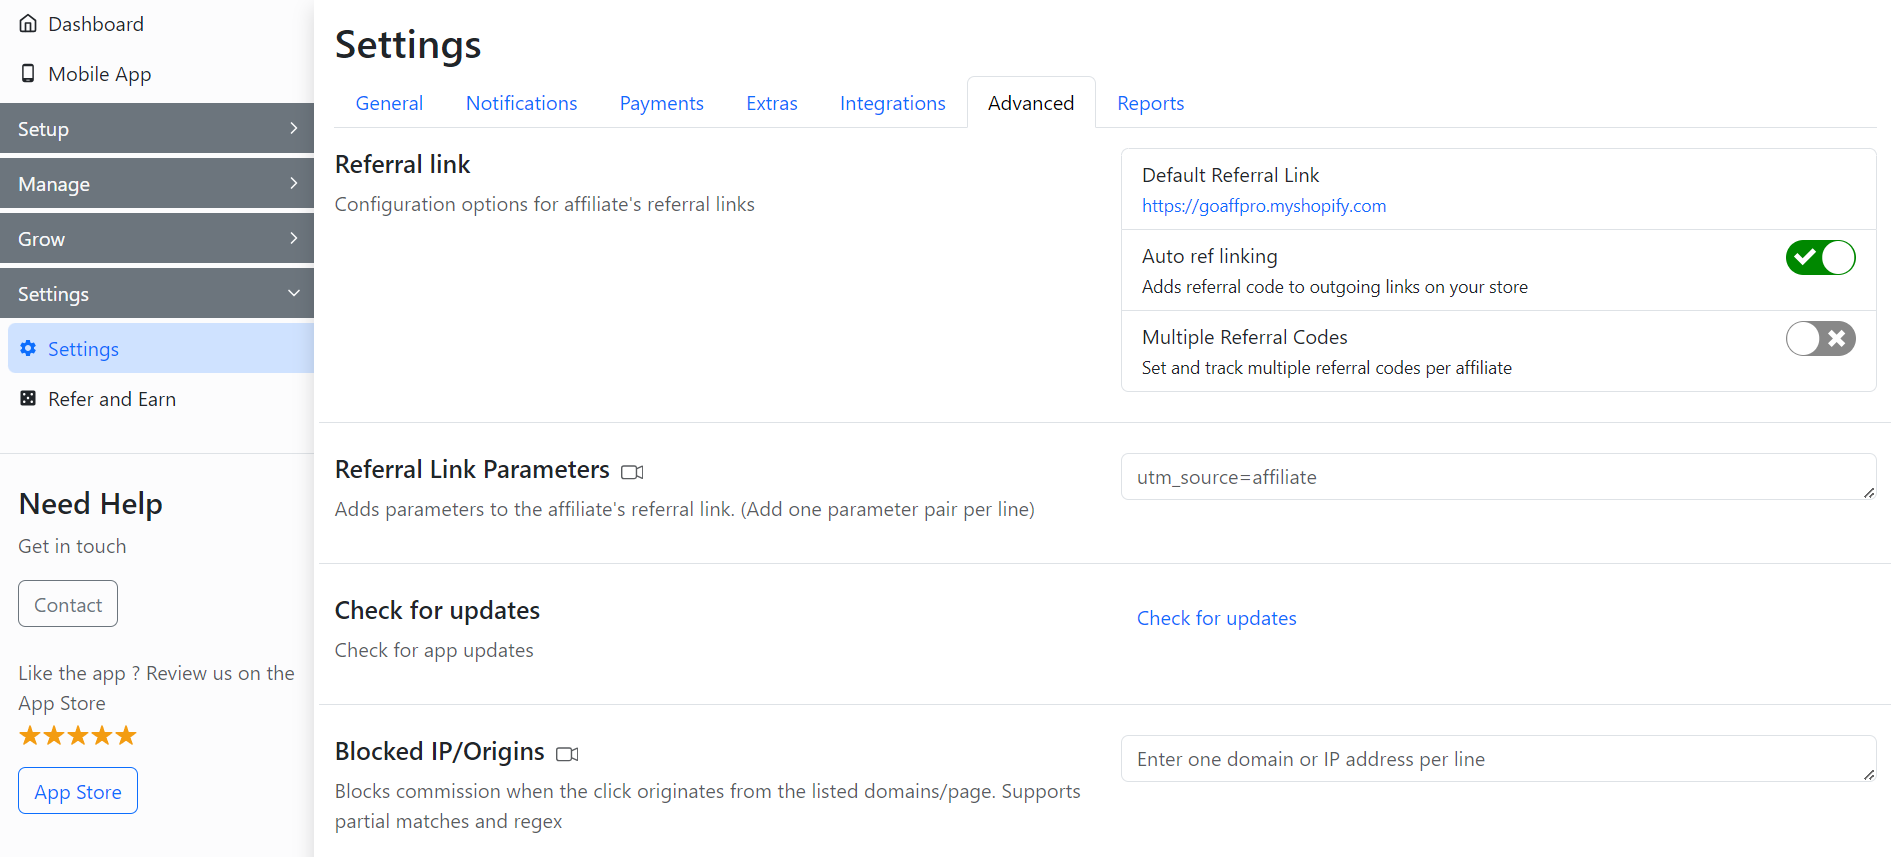 Dashboard
Mobile App
Setup
Manage
Grow
Settings
Settings
Refer and Earn
Need Help
Get in touch
Contact
Like the app ? Review us on the
App Store
App Store
Settings
General
Notifications
Payments
Extras
Integrations
Advanced
Reports
Referral link
Configuration options for affiliate's referral links
Default Referral Link
https://goaffpro.myshopify.com
Auto ref linking
Adds referral code to outgoing links on your store
Multiple Referral Codes
Set and track multiple referral codes per affiliate
Referral Link Parameters
Adds parameters to the affiliate's referral link. (Add one parameter pair per line)
utm_source=affiliate
Check for updates
Check for app updates
Check for updates
Blocked IP/Origins
Blocks commission when the click originates from the listed domains/page. Supports
partial matches and regex
Enter one domain or IP address per line